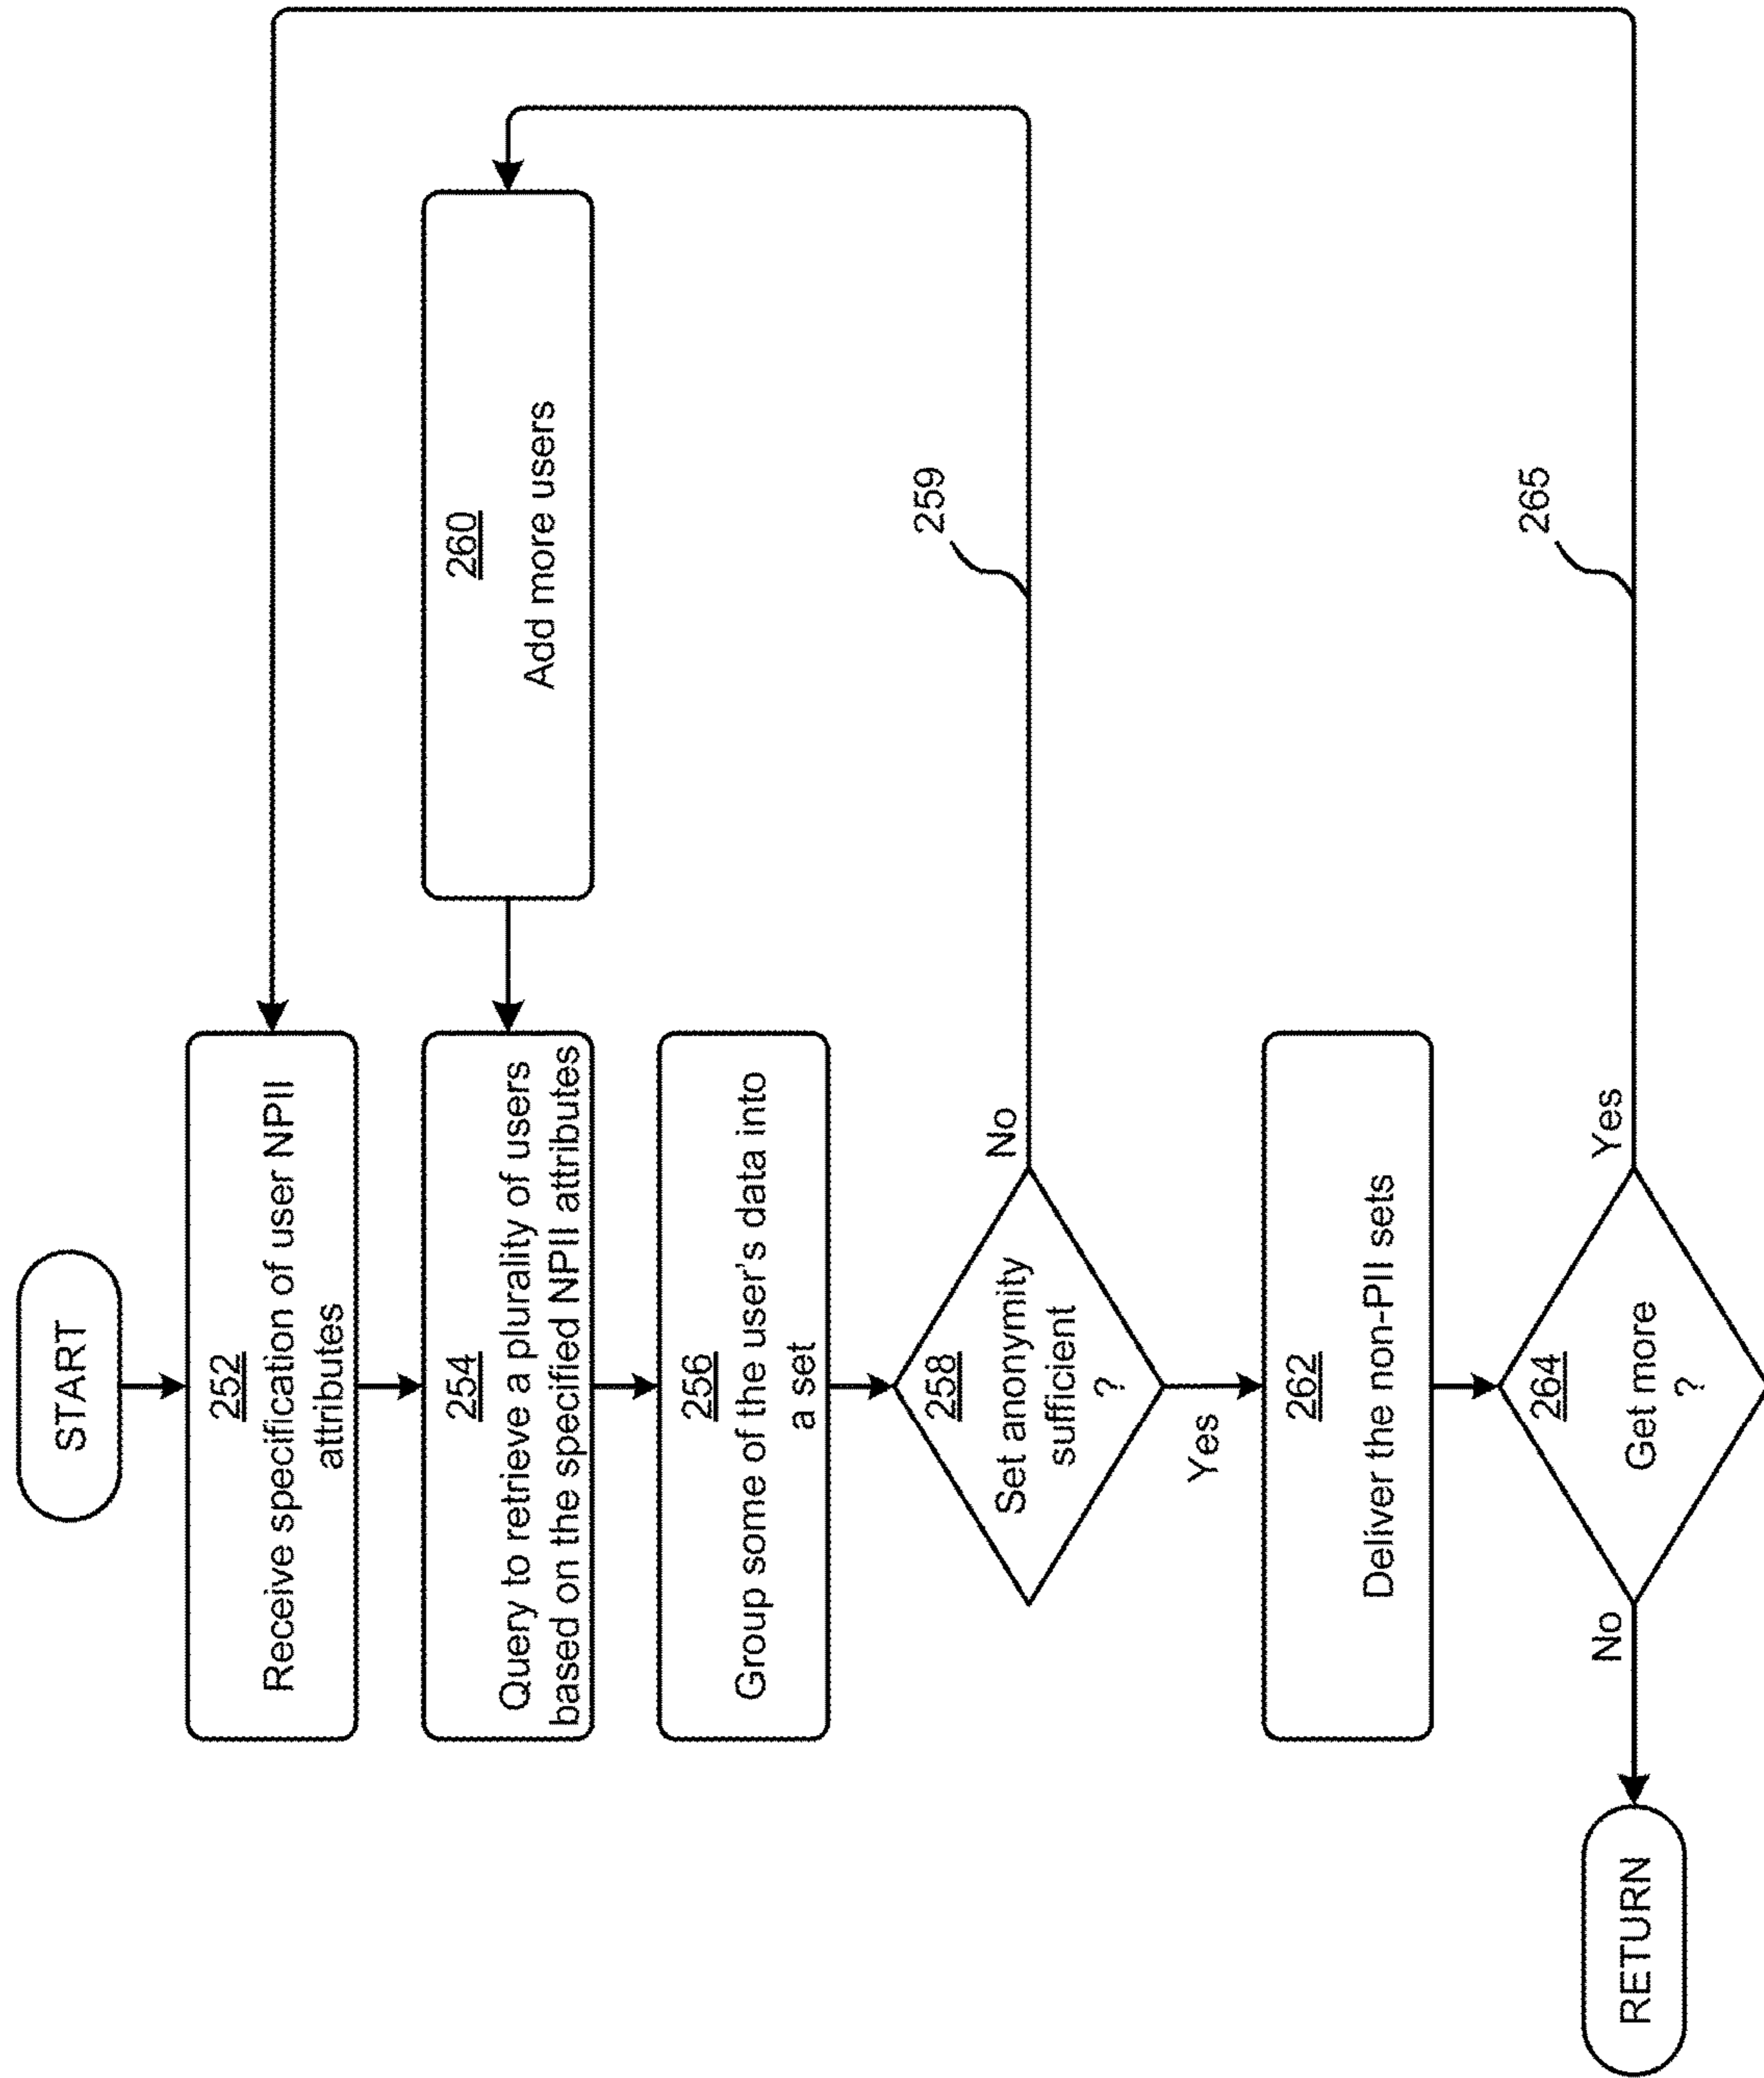 START
252
Receive specification of user NPII
attributes
254
Query to retrieve a plurality of users
based on the specified NPII attributes
260
Add more users
256
Group some of the user's data into
a set
258
Set anonymity
sufficient
?
No
259
Yes
262
Deliver the non-PII sets
264
Get more
?
Yes
265
No
RETURN